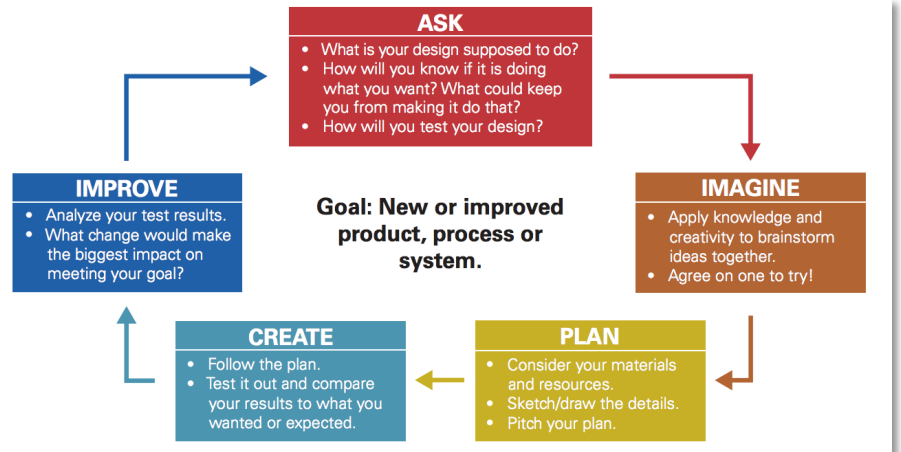 ASK
• What is your design supposed to do?
• How will you know if it is doing
what you want? What could keep
you from making it do that?
• How will you test your design?
IMAGINE
• Apply knowledge and
creativity to brainstorm
ideas together.
• Agree on one to try!
PLAN
• Consider your materials
and resources.
• Sketch/draw the details.
• Pitch your plan.
CREATE
• Follow the plan.
• Test it out and compare
your results to what you
wanted or expected.
IMPROVE
• Analyze your test results.
• What change would make
the biggest impact on
meeting your goal?
Goal: New or improved
product, process or
system.